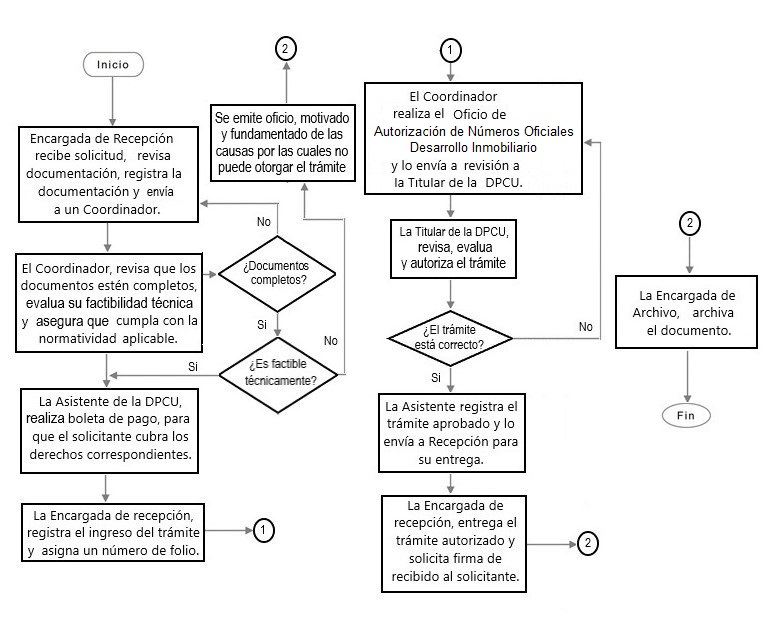 Inicio
Encargada de Recepción
recibe solicitud, revisa
documentación, registra la
documentación y envía
a un Coordinador.
El Coordinador, revisa que los
documentos estén completos,
evalua su factibilidad técnica
y asegura que cumpla con la
normatividad aplicable.
¿Documentos
completos?
No
Si
¿Es factible
técnicamente?
No
Si
2
Se emite oficio, motivado
y fundamentado de las
causas por las cuales no
puede otorgar el trámite
La Asistente de la DPCU,
realiza boleta de pago, para
que el solicitante cubra los
derechos correspondientes.
La Encargada de recepción,
registra el ingreso del trámite
y asigna un número de folio.
1
1
El Coordinador
realiza el Oficio de
Autorización de Números Oficiales
Desarrollo Inmobiliario
y lo envía a revisión a
la Titular de la DPCU.
La Titular de la DPCU,
revisa, evalua
y autoriza el trámite
¿El trámite
está correcto?
No
Si
La Asistente registra el
trámite aprobado y lo
envía a Recepción para
su entrega.
La Encargada de
recepción, entrega el
trámite autorizado y
solicita firma de
recibido al solicitante.
2
2
La Encargada de
Archivo, archiva
el documento.
Fin